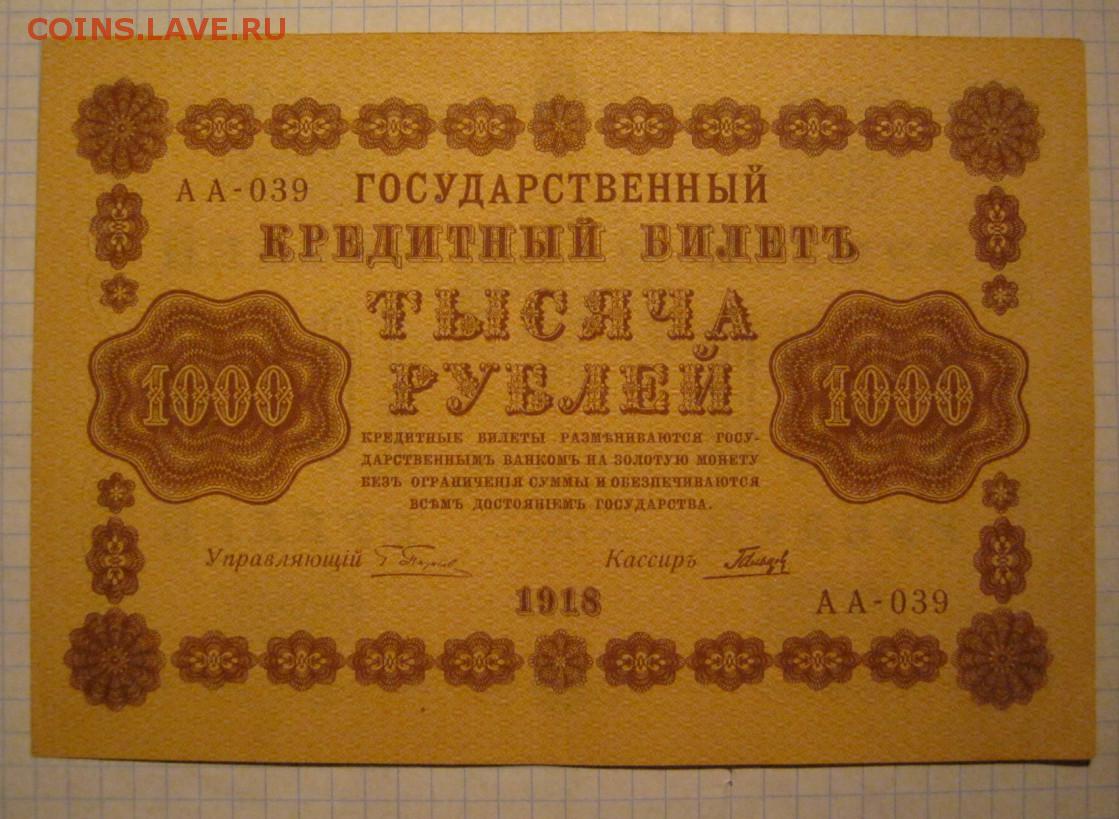 COINS.LAVE.RU
АА-039 ГОСУДАРСТВЕННЫЙ
КРЕДИТНЫЙ БИЛЕТЪ
ТЫСЯЧА
РУБЛЕЙ
1000 1000
КРЕДИТНЫЕ БИЛЕТЫ РАЗМѢНИВАЮТСЯ ГОСУ-
ДАРСТВЕННЫМЪ БАНКОМЪ НА ЗОЛОТУЮ МОНЕТУ
БЕЗЪ ОГРАНИЧЕНІЯ СУММЫ И ОБЕЗПЕЧИВАЮТСЯ
ВСѢМЪ ДОСТОЯНІЕМЪ ГОСУДАРСТВА.
Управляющій Кассиръ
1918 АА-039